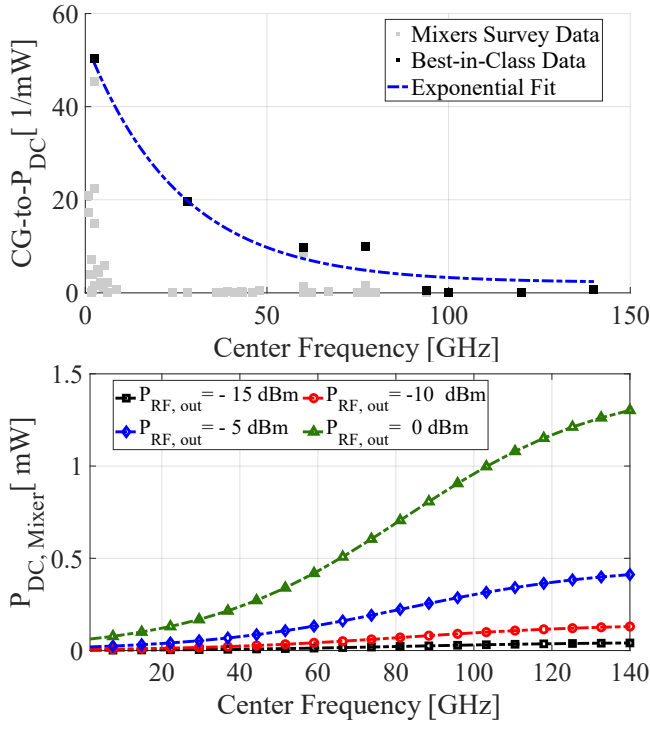 60
40
20
0
CG-to-P_DC[ 1/mW]
Mixers Survey Data
Best-in-Class Data
Exponential Fit
0 50 100 150
Center Frequency [GHz]
1.5
1
0.5
0
P_DC, Mixer[ mW]
P_RF, out= - 15 dBm P_RF, out= -10 dBm
P_RF, out= - 5 dBm P_RF, out= 0 dBm
20 40 60 80 100 120 140
Center Frequency [GHz]